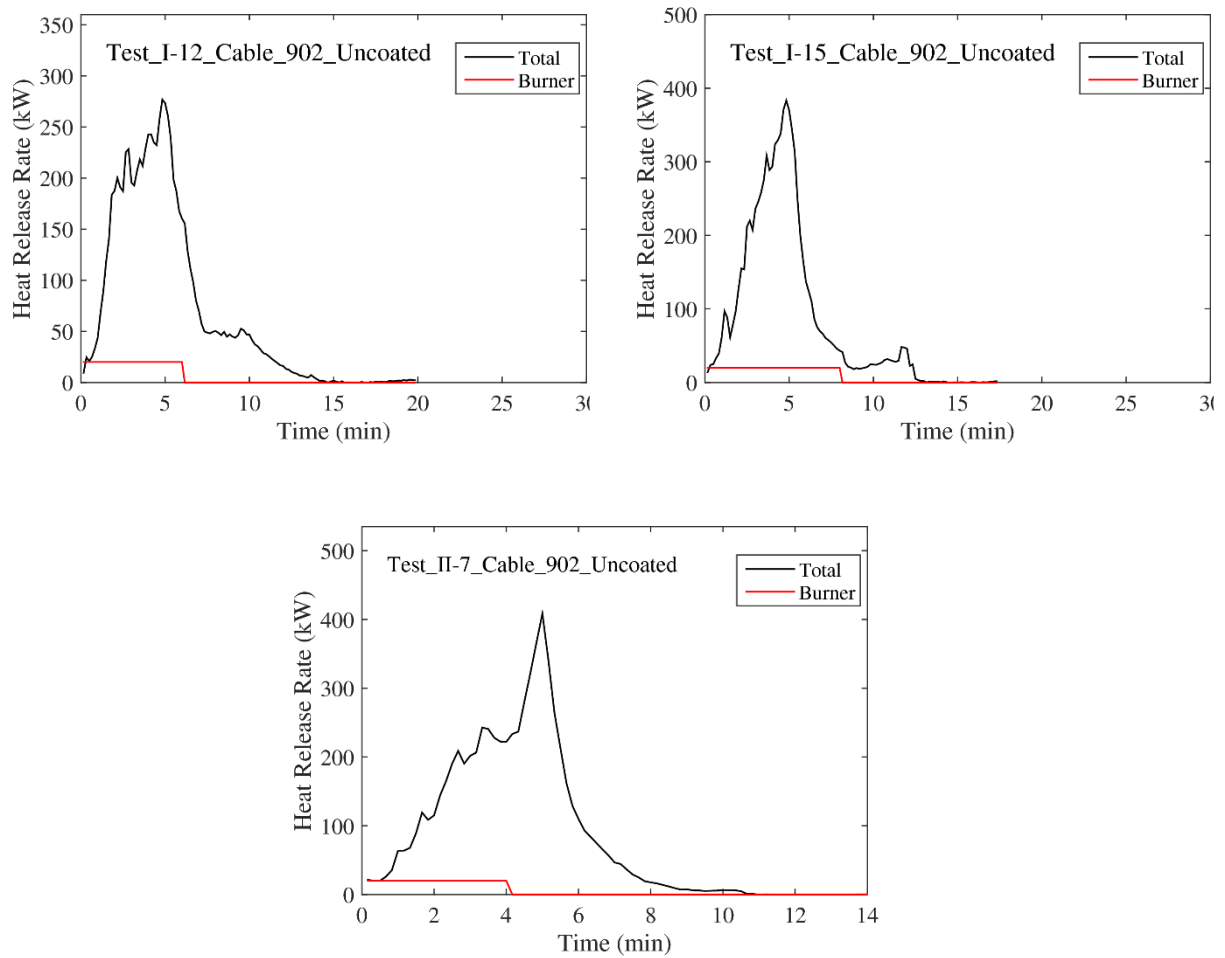 Test_I-12_Cable_902_Uncoated
Total
Burner
Heat Release Rate (kW)
350
300
250
200
150
100
50
0
0 5 10 15 20 25 30
Time (min)
Test_I-15_Cable_902_Uncoated
Total
Burner
Heat Release Rate (kW)
500
400
300
200
100
0
0 5 10 15 20 25 30
Time (min)
Test_II-7_Cable_902_Uncoated
Total
Burner
Heat Release Rate (kW)
500
400
300
200
100
0
0 2 4 6 8 10 12 14
Time (min)